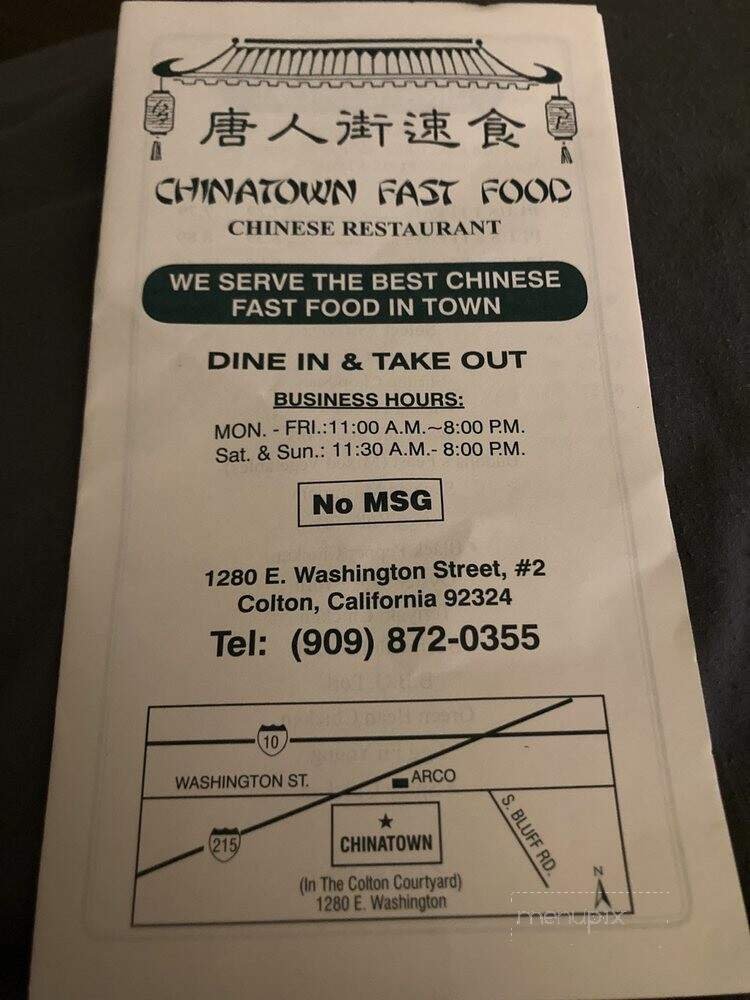 唐人街速食
CHINATOWN FAST FOOD
CHINESE RESTAURANT
WE SERVE THE BEST CHINESE
FAST FOOD IN TOWN
DINE IN & TAKE OUT
BUSINESS HOURS:
MON. - FRI.:11:00 A.M.~8:00 P.M.
Sat. & Sun.: 11:30 A.M.- 8:00 P.M.
No MSG
1280 E. Washington Street, #2
Colton, California 92324
Tel: (909) 872-0355
10
WASHINGTON ST.
ARCO
215
CHINATOWN
S. BLUFF RD.
(In The Colton Courtyard)
1280 E. Washington
N
menupix